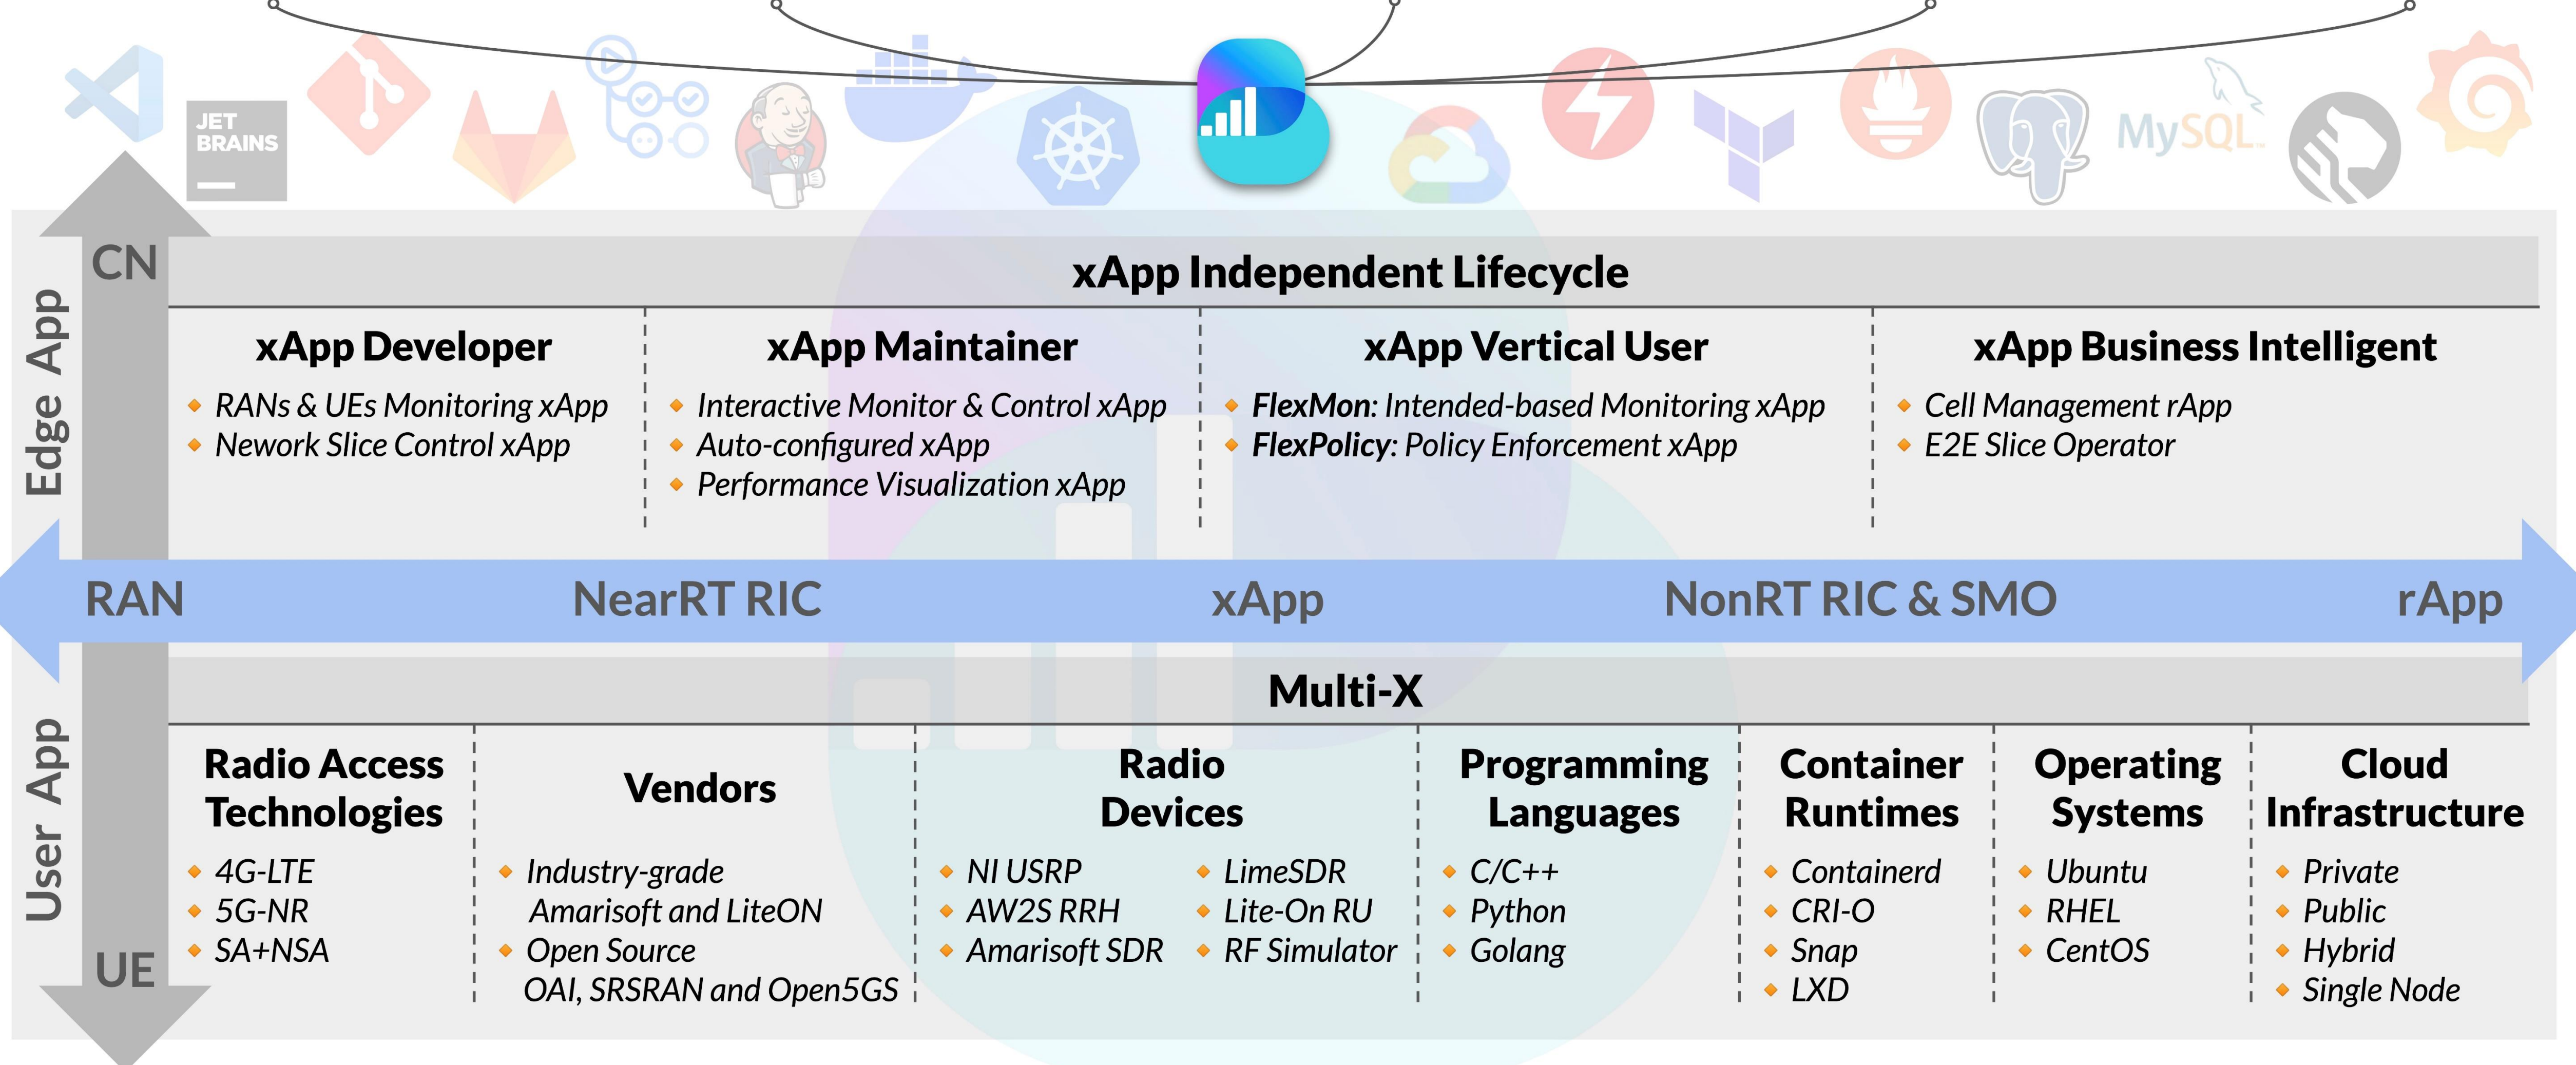 JET
BRAINS
MySQL
CN
xApp Independent Lifecycle
Edge App
xApp Developer
RANs & UEs Monitoring xApp
Nework Slice Control xApp
xApp Maintainer
Interactive Monitor & Control xApp
Auto-configured xApp
Performance Visualization xApp
xApp Vertical User
FlexMon: Intended-based Monitoring xApp
FlexPolicy: Policy Enforcement xApp
xApp Business Intelligent
Cell Management rApp
E2E Slice Operator
RAN
NearRT RIC
xApp
NonRT RIC & SMO
rApp
Multi-X
User App
UE
Radio Access
Technologies
4G-LTE
5G-NR
SA+NSA
Vendors
Industry-grade
Amarisoft and LiteON
Open Source
OAI, SRSRAN and Open5GS
Radio
Devices
NI USRP
AW2S RRH
Amarisoft SDR
LimeSDR
Lite-On RU
RF Simulator
Programming
Languages
C/C++
Python
Golang
Container
Runtimes
Containerd
CRI-O
Snap
LXD
Operating
Systems
Ubuntu
RHEL
CentOS
Cloud
Infrastructure
Private
Public
Hybrid
Single Node